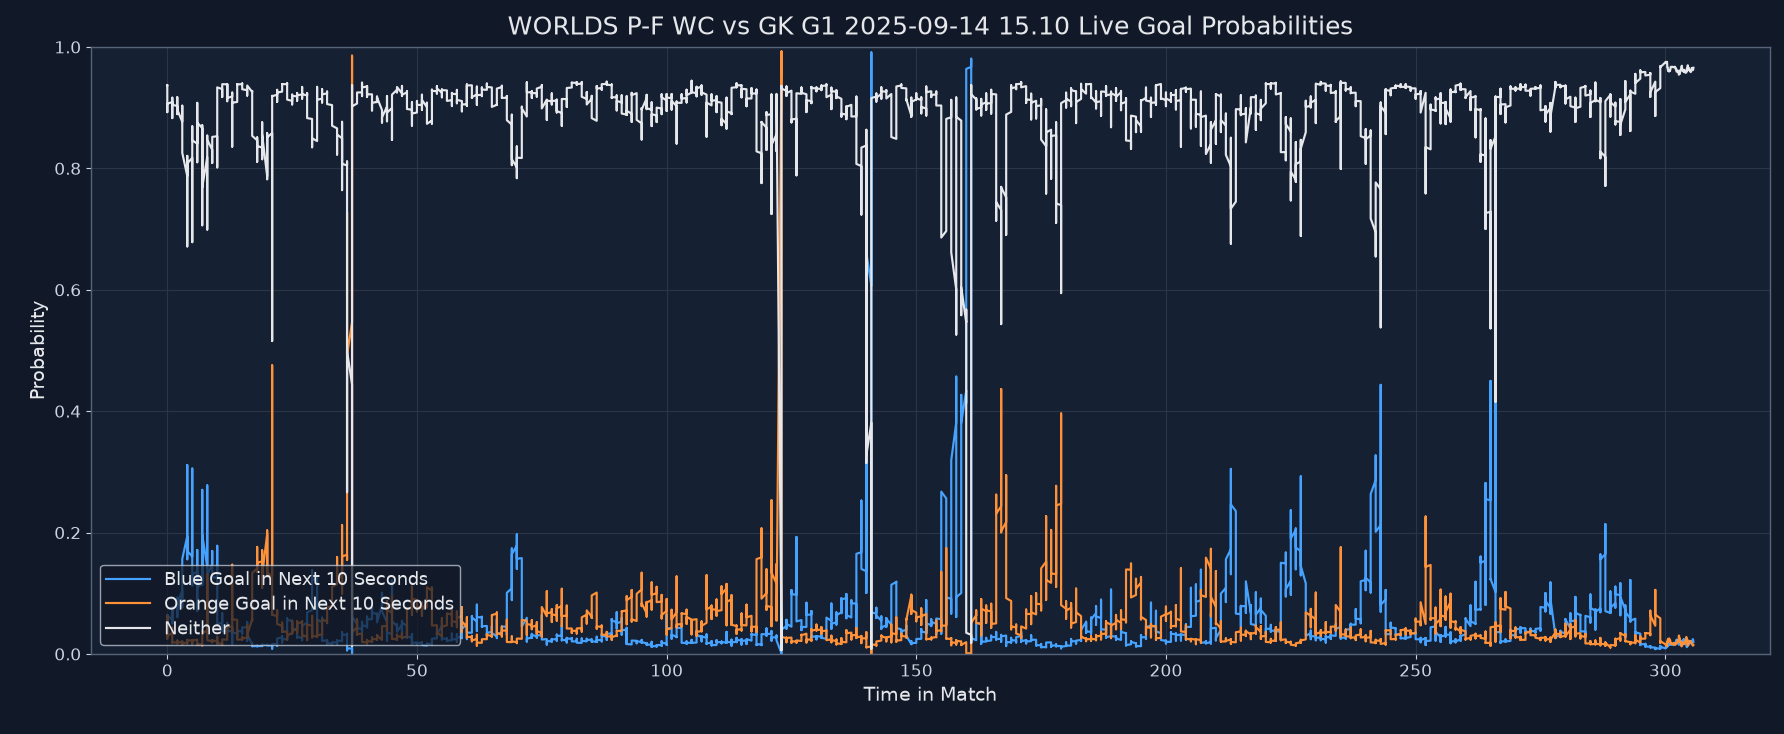 WORLDS P-F WC vs GK G1 2025-09-14 15.10 Live Goal Probabilities
1.0
0.8
0.6
0.4
0.2
0.0
Probability
Blue Goal in Next 10 Seconds
Orange Goal in Next 10 Seconds
Neither
0 50 100 150 200 250 300
Time in Match